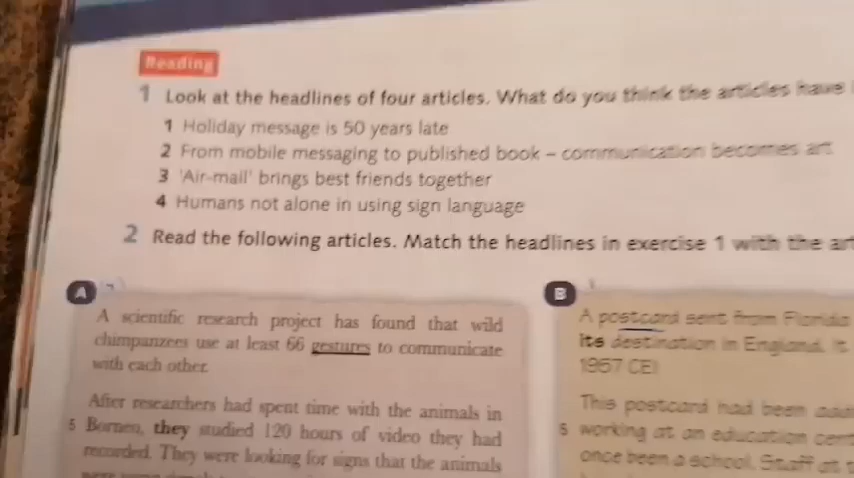 Reading
1 Look at the headlines of four articles. What do you think the articles have
1 Holiday message is 50 years late
2 From mobile messaging to published book – communication becomes art
3 'Air-mail' brings best friends together
4 Humans not alone in using sign language
2 Read the following articles. Match the headlines in exercise 1 with the
A
A scientific research project has found that wild
chimpanzees use at least 66 gestures to communicate
with each other.
After researchers had spent time with the animals in
5 Borneo, they studied 120 hours of video they had
recorded. They were looking for signs that the animals
B
A postcard sent from Florida
its destination in England. It
This postcard had been
5 working at an education
once been a school. Staff at